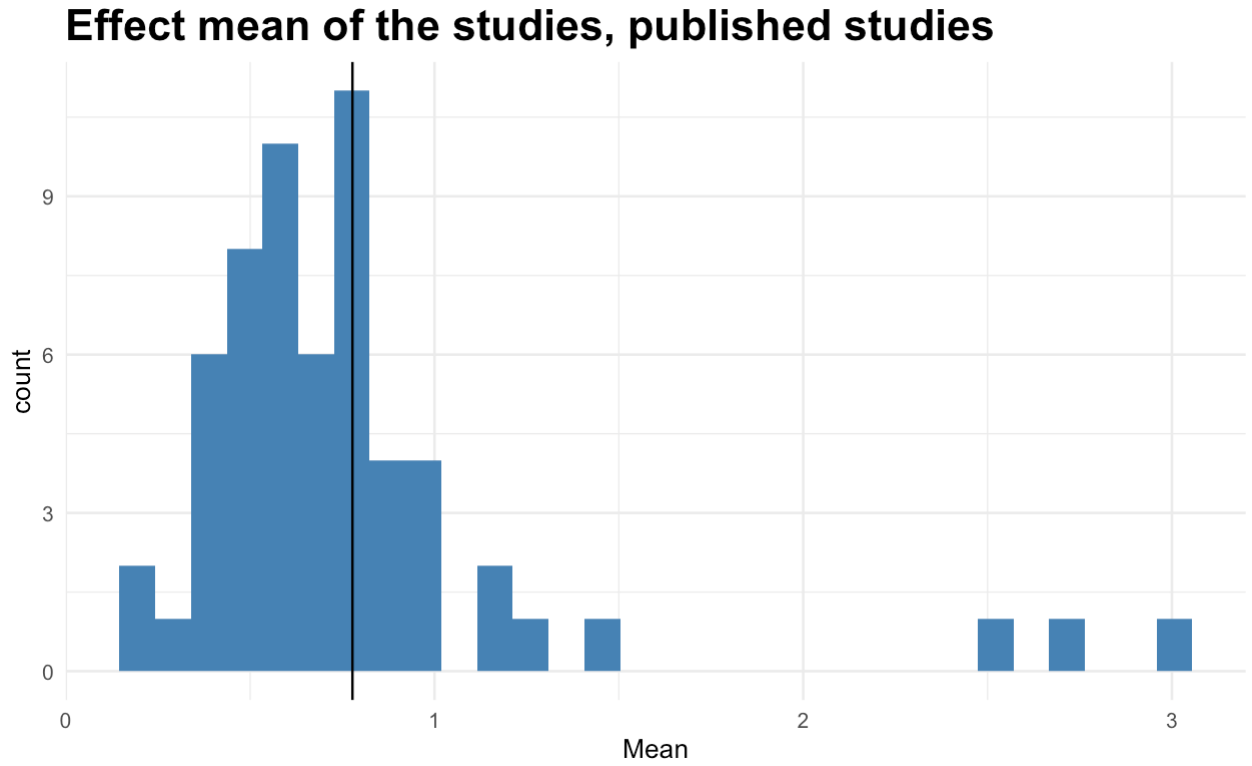 Effect mean of the studies, published studies
9
6
3
0
count
0 1 2 3
Mean